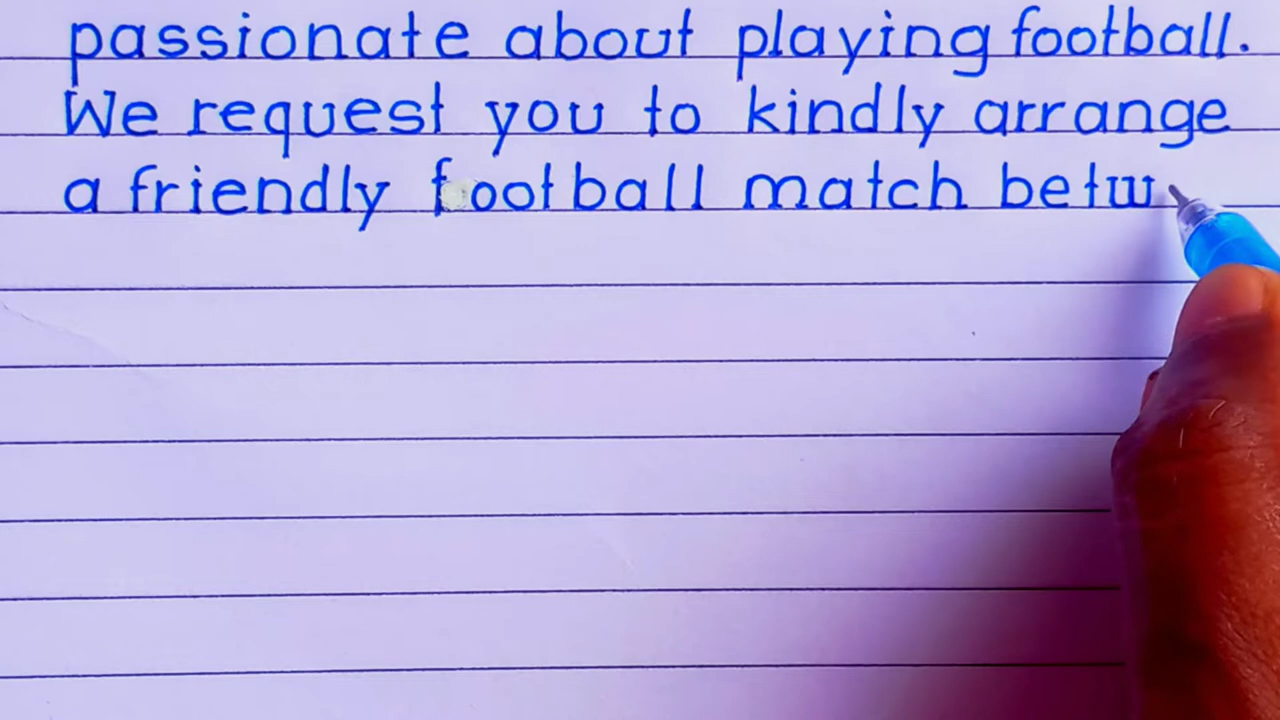 passionate about playing football.
We request you to kindly arrange
a friendly football match betw